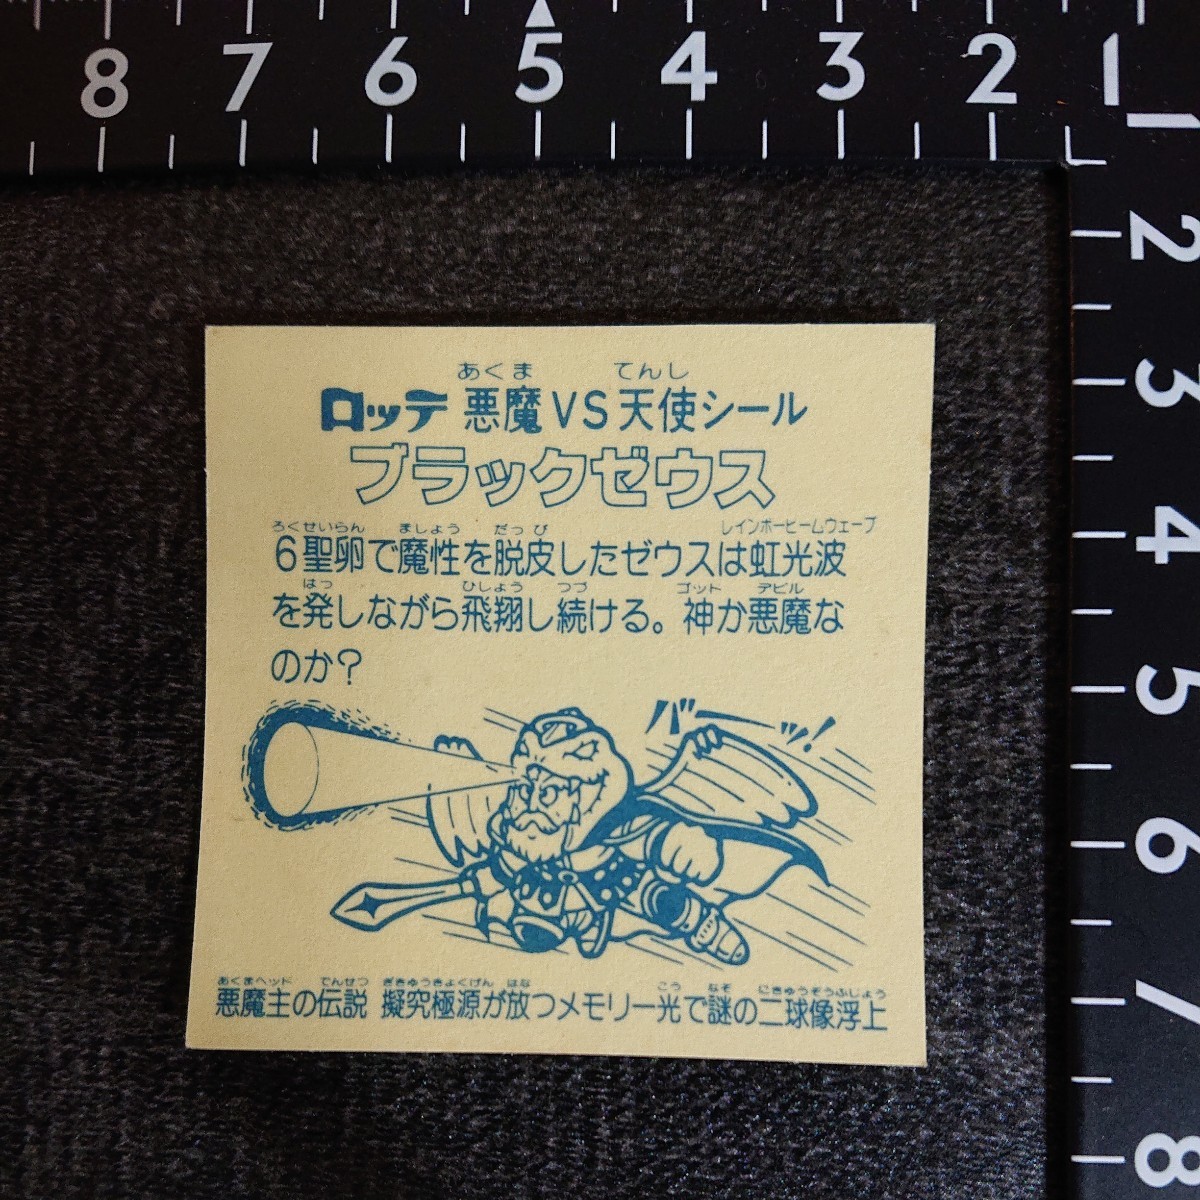 8 7 6 5 4 3 2 1
あくま てんし
ロッテ 悪魔VS天使シール
ブラックゼウス
ろくせいらん ましょう だっぴ レインボービームウェーブ
6聖卵で魔性を脱皮したゼウスは虹光波
はっ ひしょう つづ ゴット デビル
を発しながら飛翔し続ける。神か悪魔な
のか?
バーッ!
あくまヘッド でんせつ ぎきゅうきょくげん はな こう なぞ にきゅうぞうふじょう
悪魔主の伝説 擬究極源が放つメモリー光で謎の二球像浮上
2
3
4
5
6
7
8